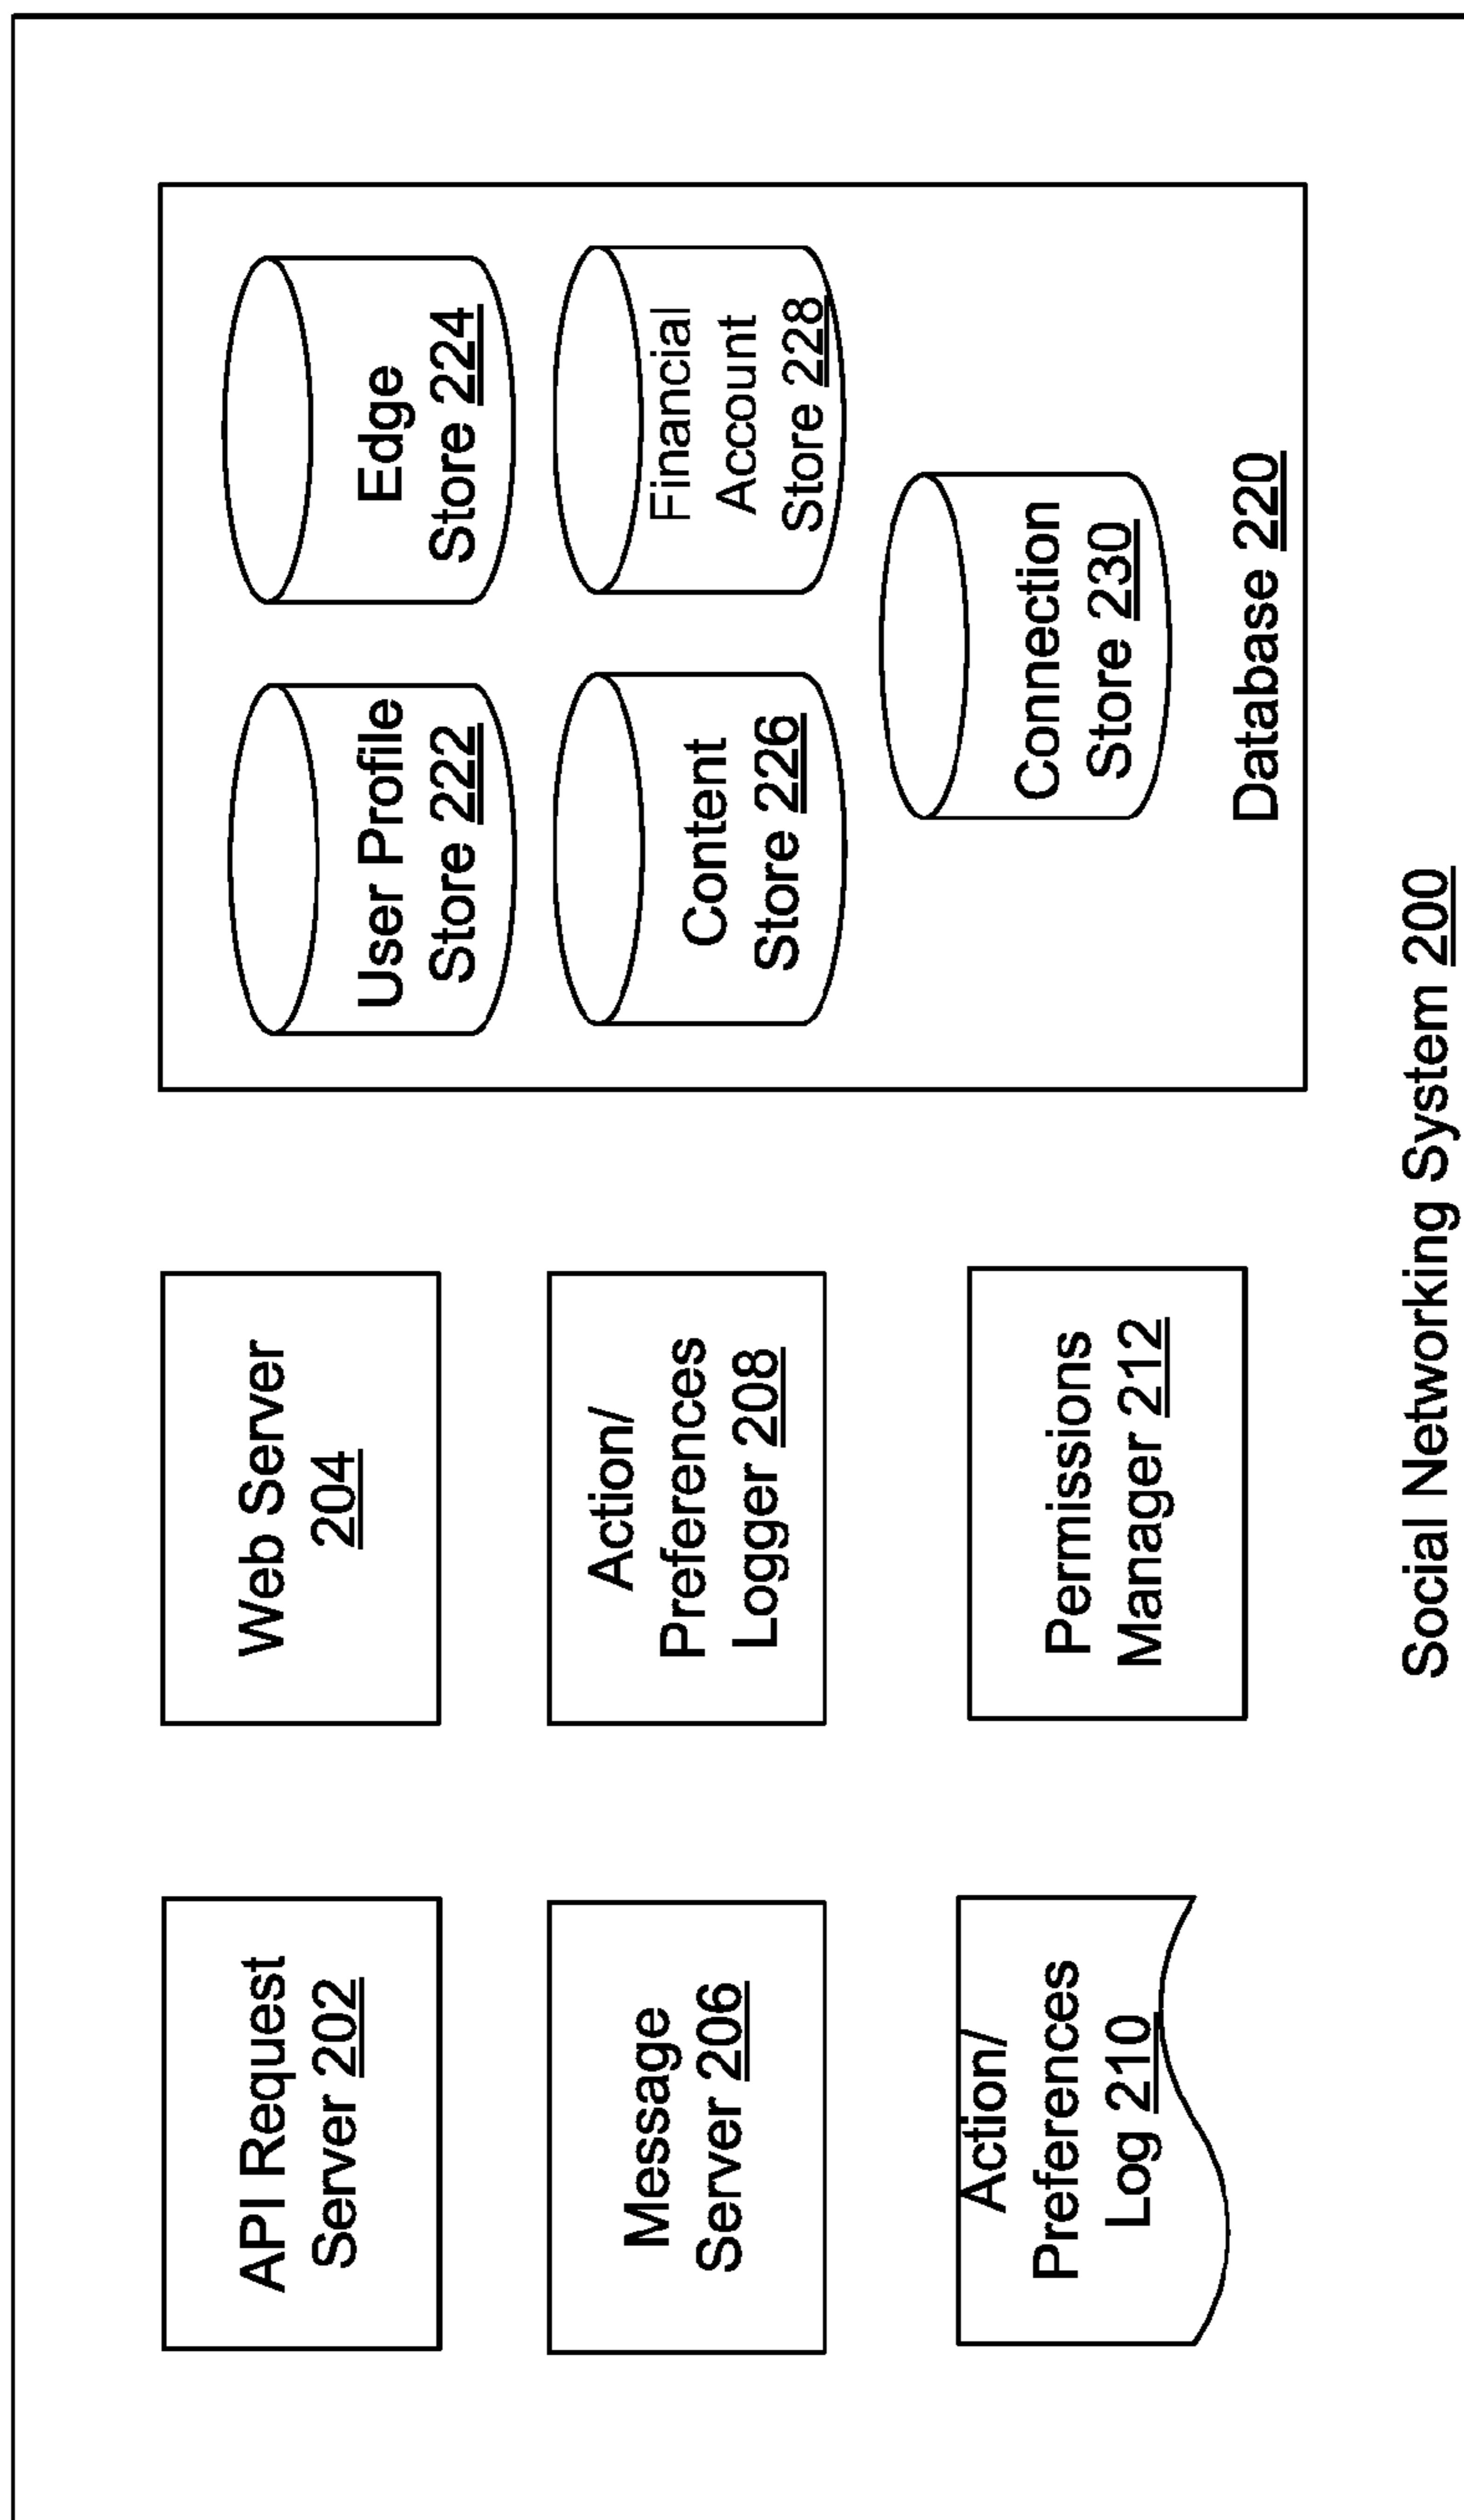 API Request
Server 202
Web Server
204
User Profile
Store 222
Edge
Store 224
Message
Server 206
Action/
Preferences
Logger 208
Content
Store 226
Financial
Account
Store 228
Action/
Preferences
Log 210
Permissions
Manager 212
Connection
Store 230
Database 220
Social Networking System 200